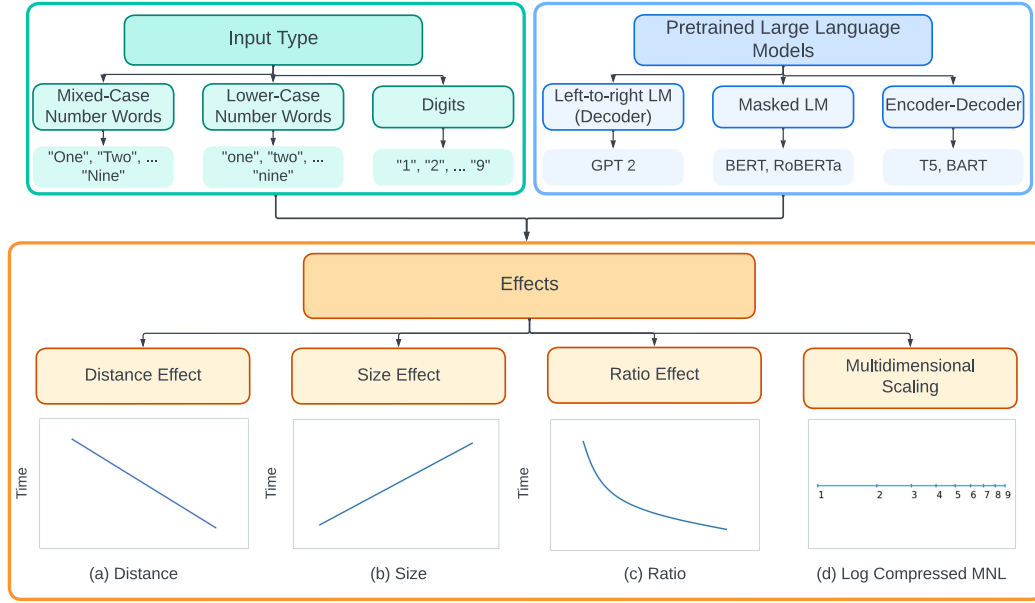 Input Type
Mixed-Case
Number Words
Lower-Case
Number Words
Digits
"One", "Two", ...
"Nine"
"one", "two", ...
"nine"
"1", "2", ... "9"
Pretrained Large Language
Models
Left-to-right LM
(Decoder)
Masked LM
Encoder-Decoder
GPT 2
BERT, RoBERTa
T5, BART
Effects
Distance Effect
Size Effect
Ratio Effect
Multidimensional
Scaling
Time
Time
Time
1 2 3 4 5 6 7 8 9
(a) Distance
(b) Size
(c) Ratio
(d) Log Compressed MNL